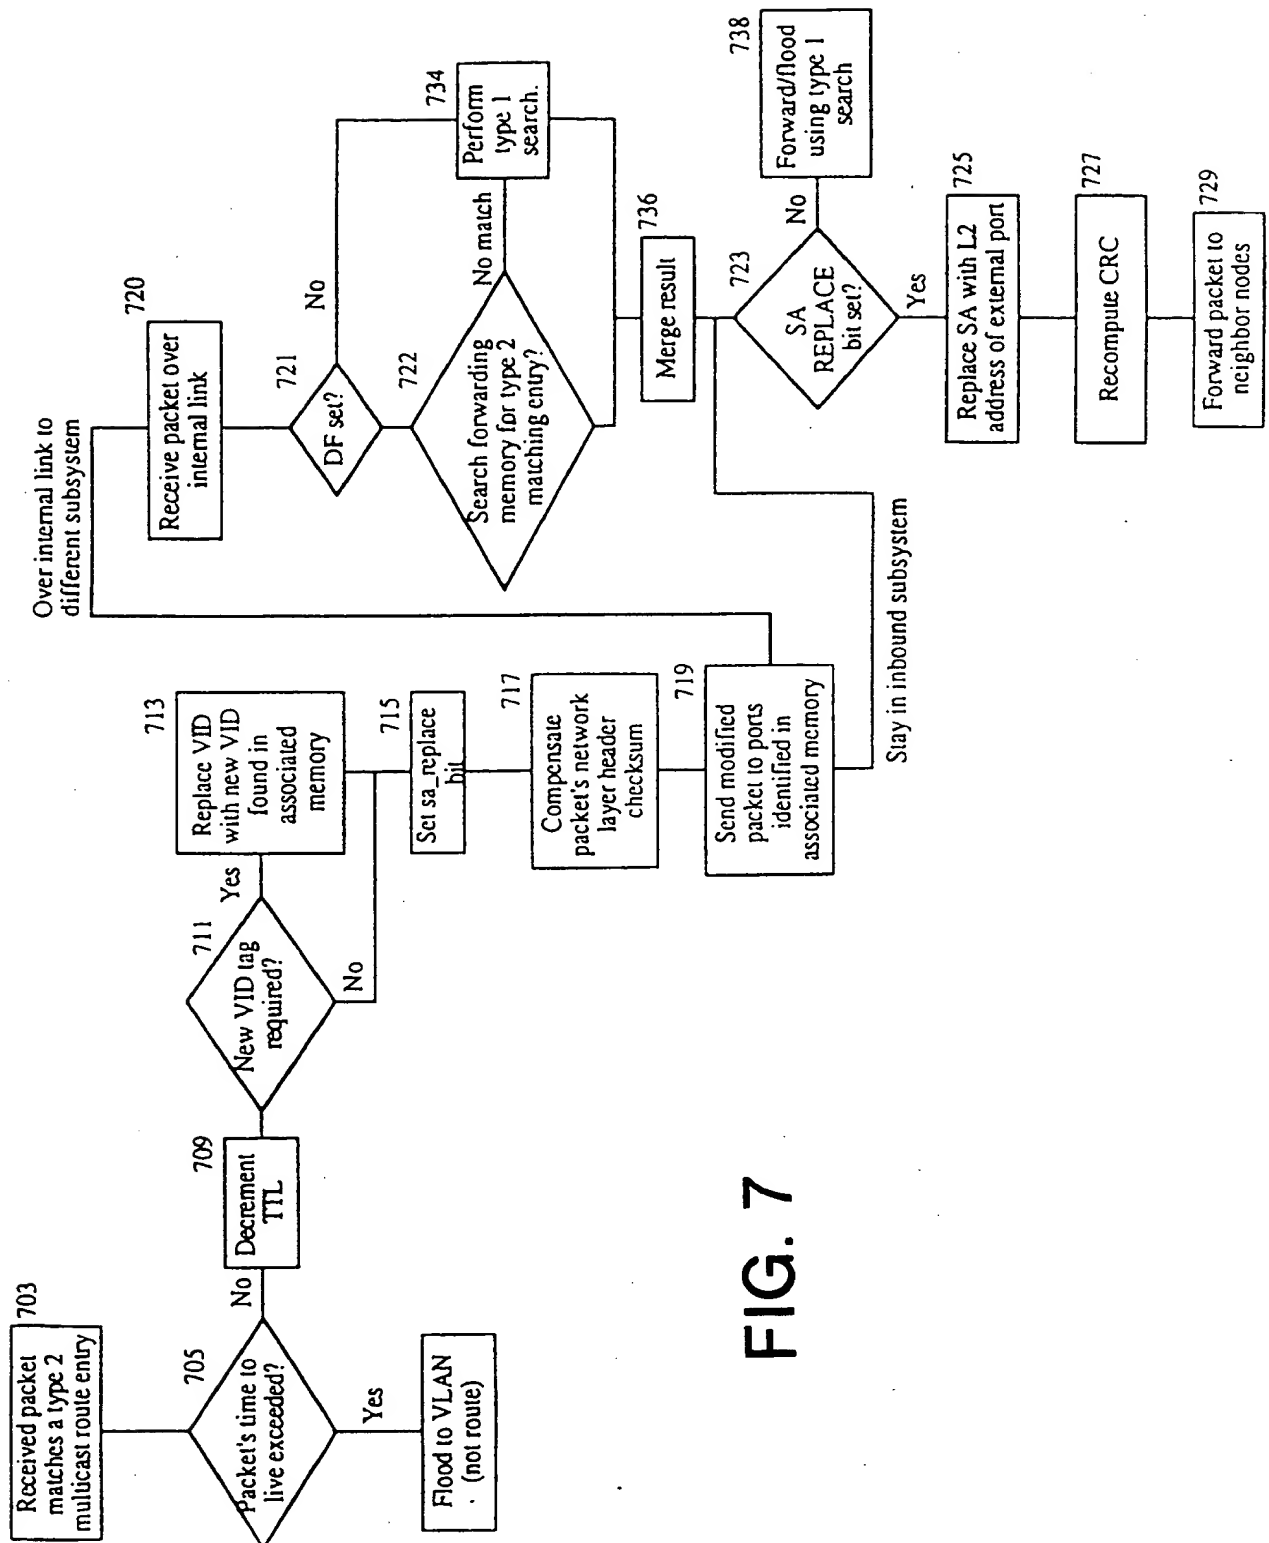 703
Received packet
matches a type 2
multicast route entry
705
Packet's time to
live exceeded?
No
Yes
Flood to VLAN
(not route)
709
Decrement
TTL
711
New VID tag
required?
Yes
No
713
Replace VID
with new VID
found in
associated
memory
715
Set sa_replace
bit
717
Compensate
packet's network
layer header
checksum
719
Send modified
packet to ports
identified in
associated memory
Over internal link to
different subsystem
Stay in inbound subsystem
720
Receive packet over
internal link
721
DF set?
No
722
Search forwarding
memory for type 2
matching entry?
No match
734
Perform
type 1
search.
736
Merge result
723
SA
REPLACE
bit set?
No
738
Forward/flood
using type 1
search
Yes
725
Replace SA with L2
address of external port
727
Recompute CRC
729
Forward packet to
neighbor nodes
FIG. 7